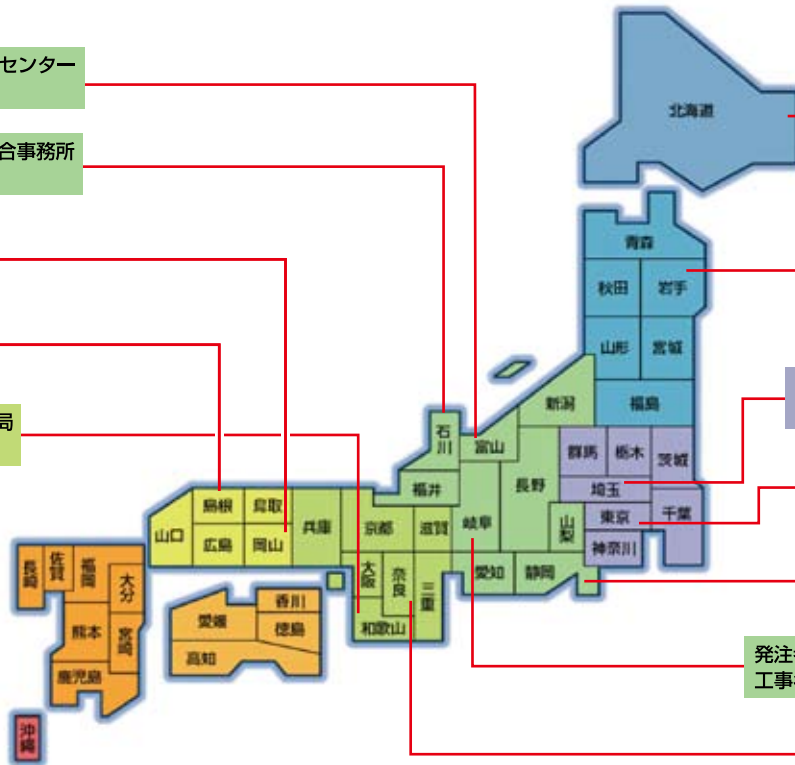 センター
合事務所
局
発注
工事
北海道
青森
秋田
岩手
山形
宮城
新潟
福島
石川
富山
群馬
栃木
茨城
福井
長野
埼玉
岐阜
山梨
東京
千葉
神奈川
島根
鳥取
兵庫
京都
滋賀
山口
広島
岡山
大阪
奈良
三重
愛知
静岡
和歌山
長崎
佐賀
福岡
大分
熊本
宮崎
鹿児島
愛媛
香川
徳島
高知
沖縄